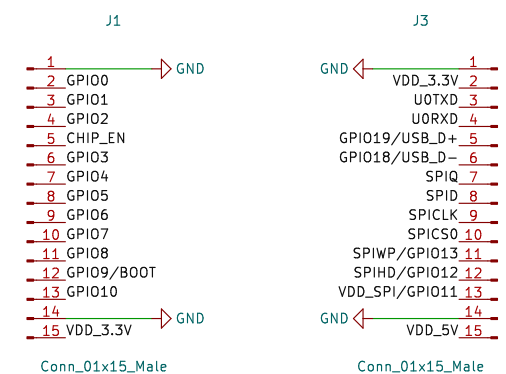 J1
1 GND
2 GPIO0
3 GPIO1
4 GPIO2
5 CHIP_EN
6 GPIO3
7 GPIO4
8 GPIO5
9 GPIO6
10 GPIO7
11 GPIO8
12 GPIO9/BOOT
13 GPIO10
14 GND
15 VDD_3.3V
Conn_01x15_Male
J3
GND 1
VDD_3.3V 2
U0TXD 3
U0RXD 4
GPIO19/USB_D+ 5
GPIO18/USB_D- 6
SPIQ 7
SPID 8
SPICLK 9
SPICS0 10
SPIWP/GPIO13 11
SPIHD/GPIO12 12
VDD_SPI/GPIO11 13
GND 14
VDD_5V 15
Conn_01x15_Male